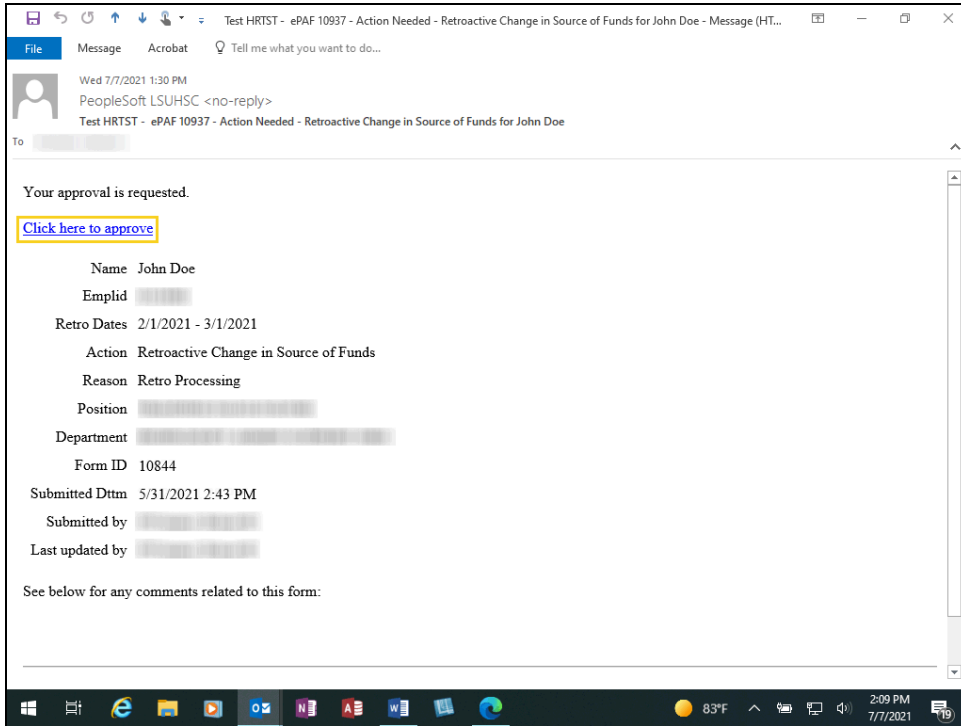 Test HRTST - ePAF 10937 - Action Needed - Retroactive Change in Source of Funds for John Doe - Message (HT...
File Message Acrobat Tell me what you want to do...
Wed 7/7/2021 1:30 PM
PeopleSoft LSUHSC <no-reply>
Test HRTST - ePAF 10937 - Action Needed - Retroactive Change in Source of Funds for John Doe
To
Your approval is requested.
Click here to approve
Name John Doe
Emplid
Retro Dates 2/1/2021 - 3/1/2021
Action Retroactive Change in Source of Funds
Reason Retro Processing
Position
Department
Form ID 10844
Submitted Dttm 5/31/2021 2:43 PM
Submitted by
Last updated by
See below for any comments related to this form:
83°F
2:09 PM
7/7/2021
19